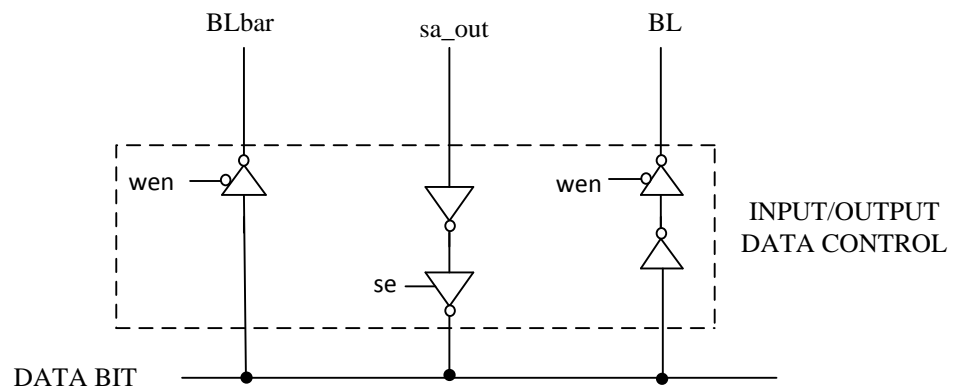 BLbar
sa_out
BL
wen
wen
se
INPUT/OUTPUT
DATA CONTROL
DATA BIT